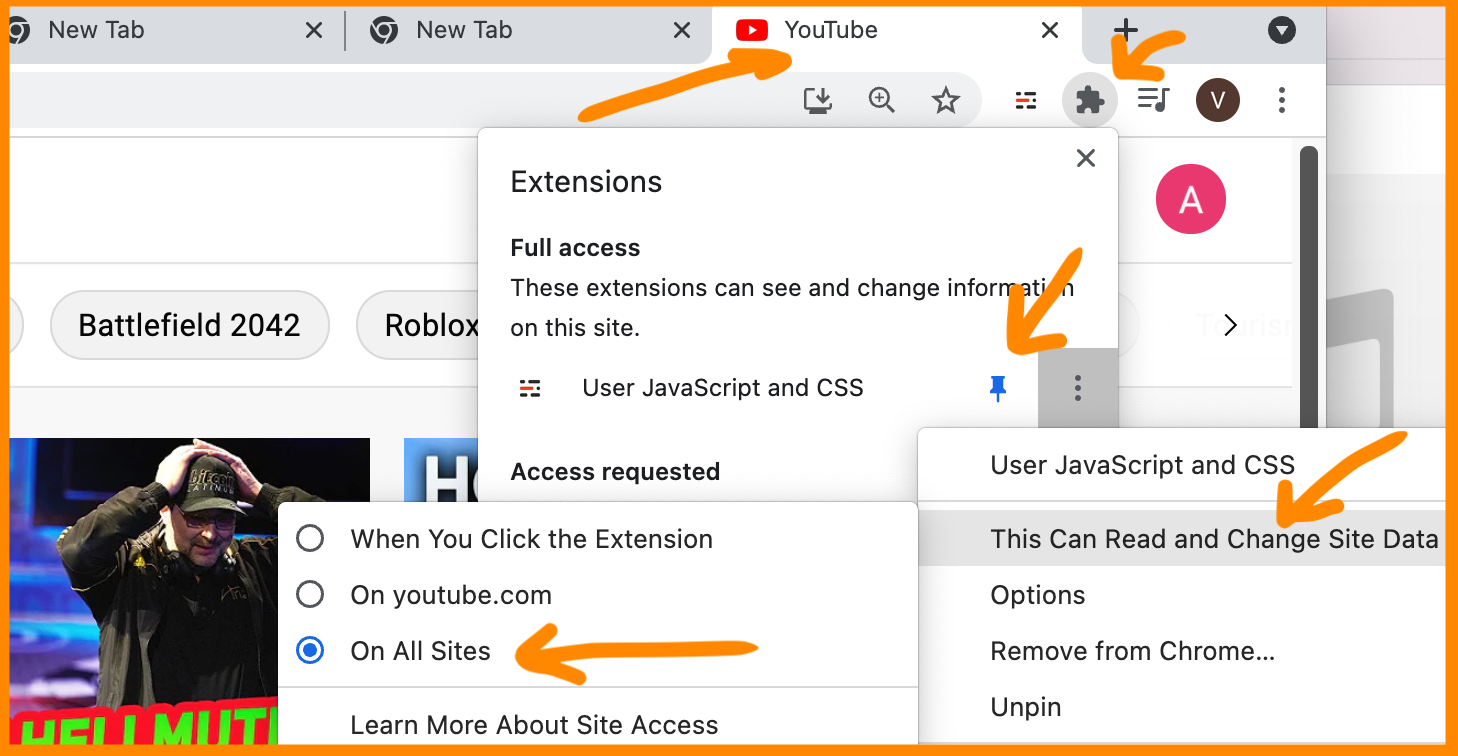 New Tab
New Tab
YouTube
V
Extensions
A
Full access
These extensions can see and change information
on this site.
Battlefield 2042
Roblox
User JavaScript and CSS
Access requested
User JavaScript and CSS
This Can Read and Change Site Data
Options
Remove from Chrome...
Unpin
When You Click the Extension
On youtube.com
On All Sites
Learn More About Site Access
HELLMUTH